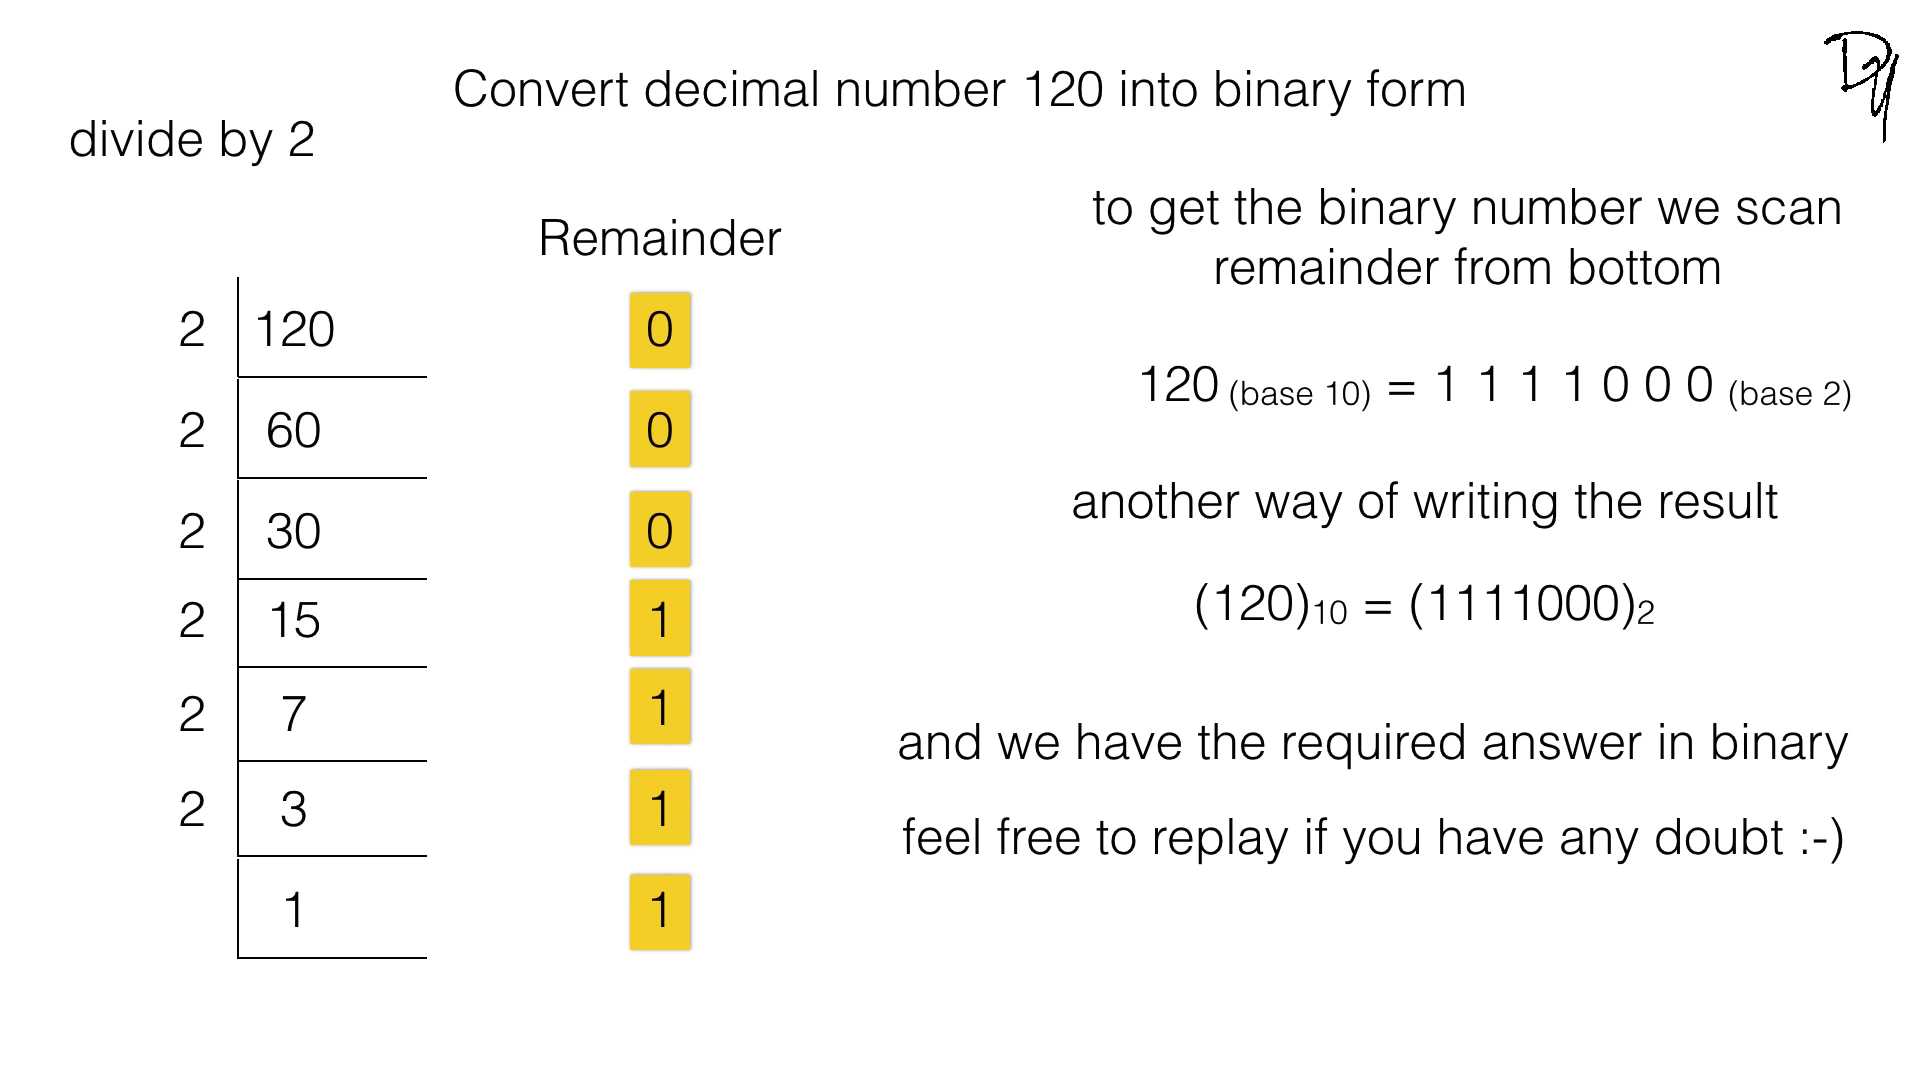 Convert decimal number 120 into binary form
divide by 2
Remainder
2 120 0
2 60 0
2 30 0
2 15 1
2 7 1
2 3 1
1 1
to get the binary number we scan
remainder from bottom
120 (base 10) = 1 1 1 1 0 0 0 (base 2)
another way of writing the result
(120)10 = (1111000)2
and we have the required answer in binary
feel free to replay if you have any doubt :-)